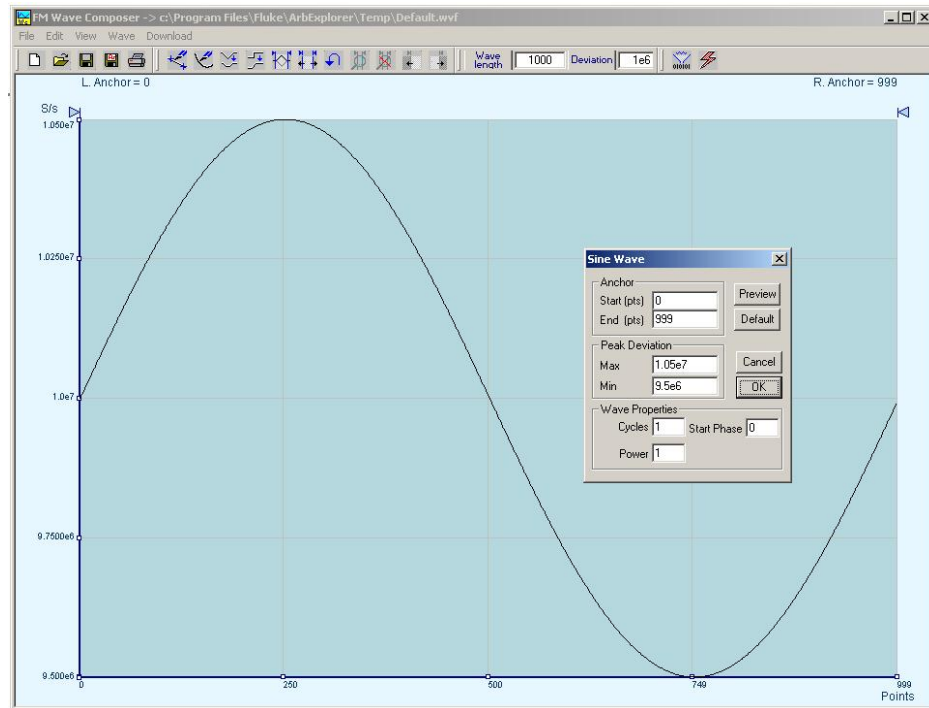 FM Wave Composer -> c:\Program Files\Fluke\ArbExplorer\Temp\Default.wvf
File Edit View Wave Download
Wave length 1000 Deviation 1e6
L. Anchor = 0
R. Anchor = 999
S/s
1.050e7
1.0250e7
1.0e7
9.7500e6
9.500e6
0 250 500 749 999
Points
Sine Wave
Anchor
Start (pts) 0
End (pts) 999
Preview
Default
Peak Deviation
Max 1.05e7
Min 9.5e6
Cancel
OK
Wave Properties
Cycles 1 Start Phase 0
Power 1